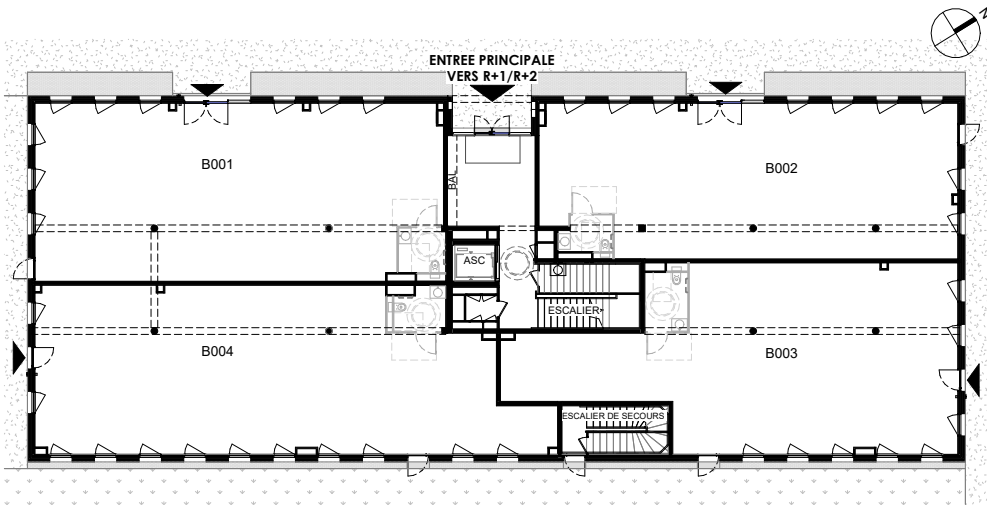 N
ENTREE PRINCIPALE
VERS R+1/R+2
B001
BAL
B002
ASC
ESCALIER
B004
B003
ESCALIER DE SECOURS